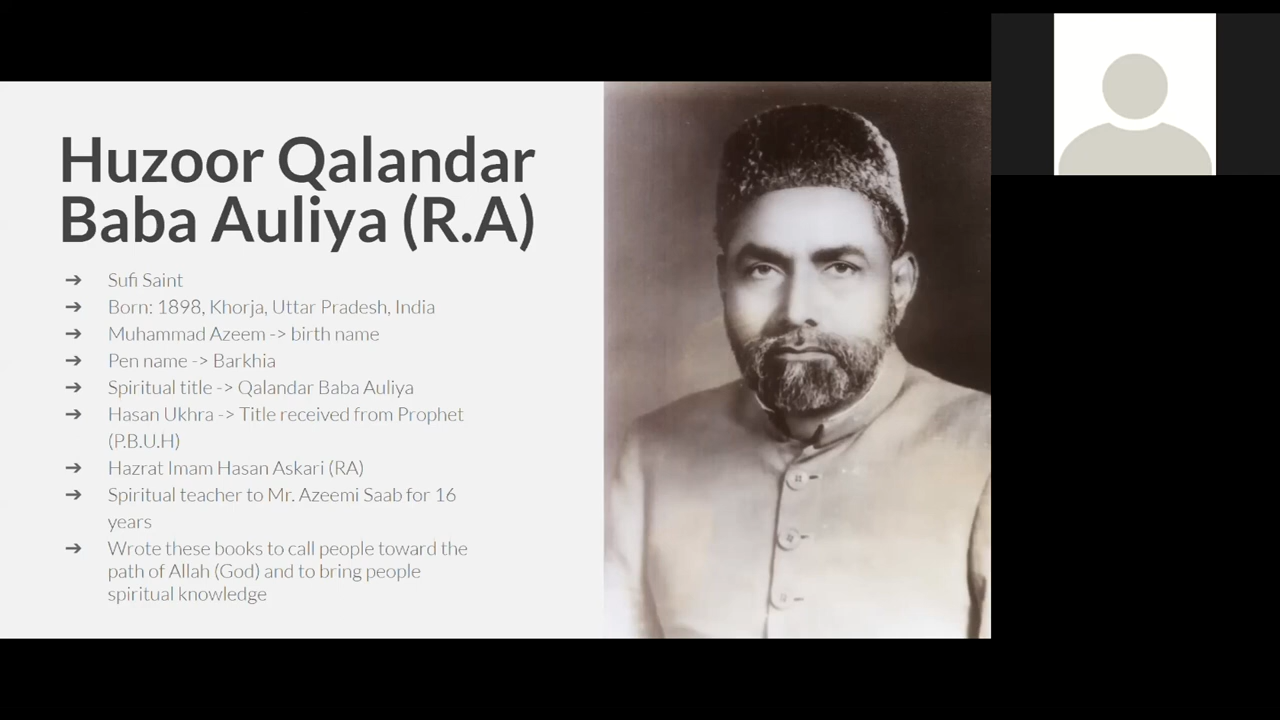 Huzoor Qalandar
Baba Auliya (R.A)
➔ Sufi Saint
➔ Born: 1898, Khorja, Uttar Pradesh, India
➔ Muhammad Azeem -> birth name
➔ Pen name -> Barkhia
➔ Spiritual title -> Qalandar Baba Auliya
➔ Hasan Ukhra -> Title received from Prophet
(P.B.U.H)
➔ Hazrat Imam Hasan Askari (RA)
➔ Spiritual teacher to Mr. Azeemi Saab for 16
years
➔ Wrote these books to call people toward the
path of Allah (God) and to bring people
spiritual knowledge